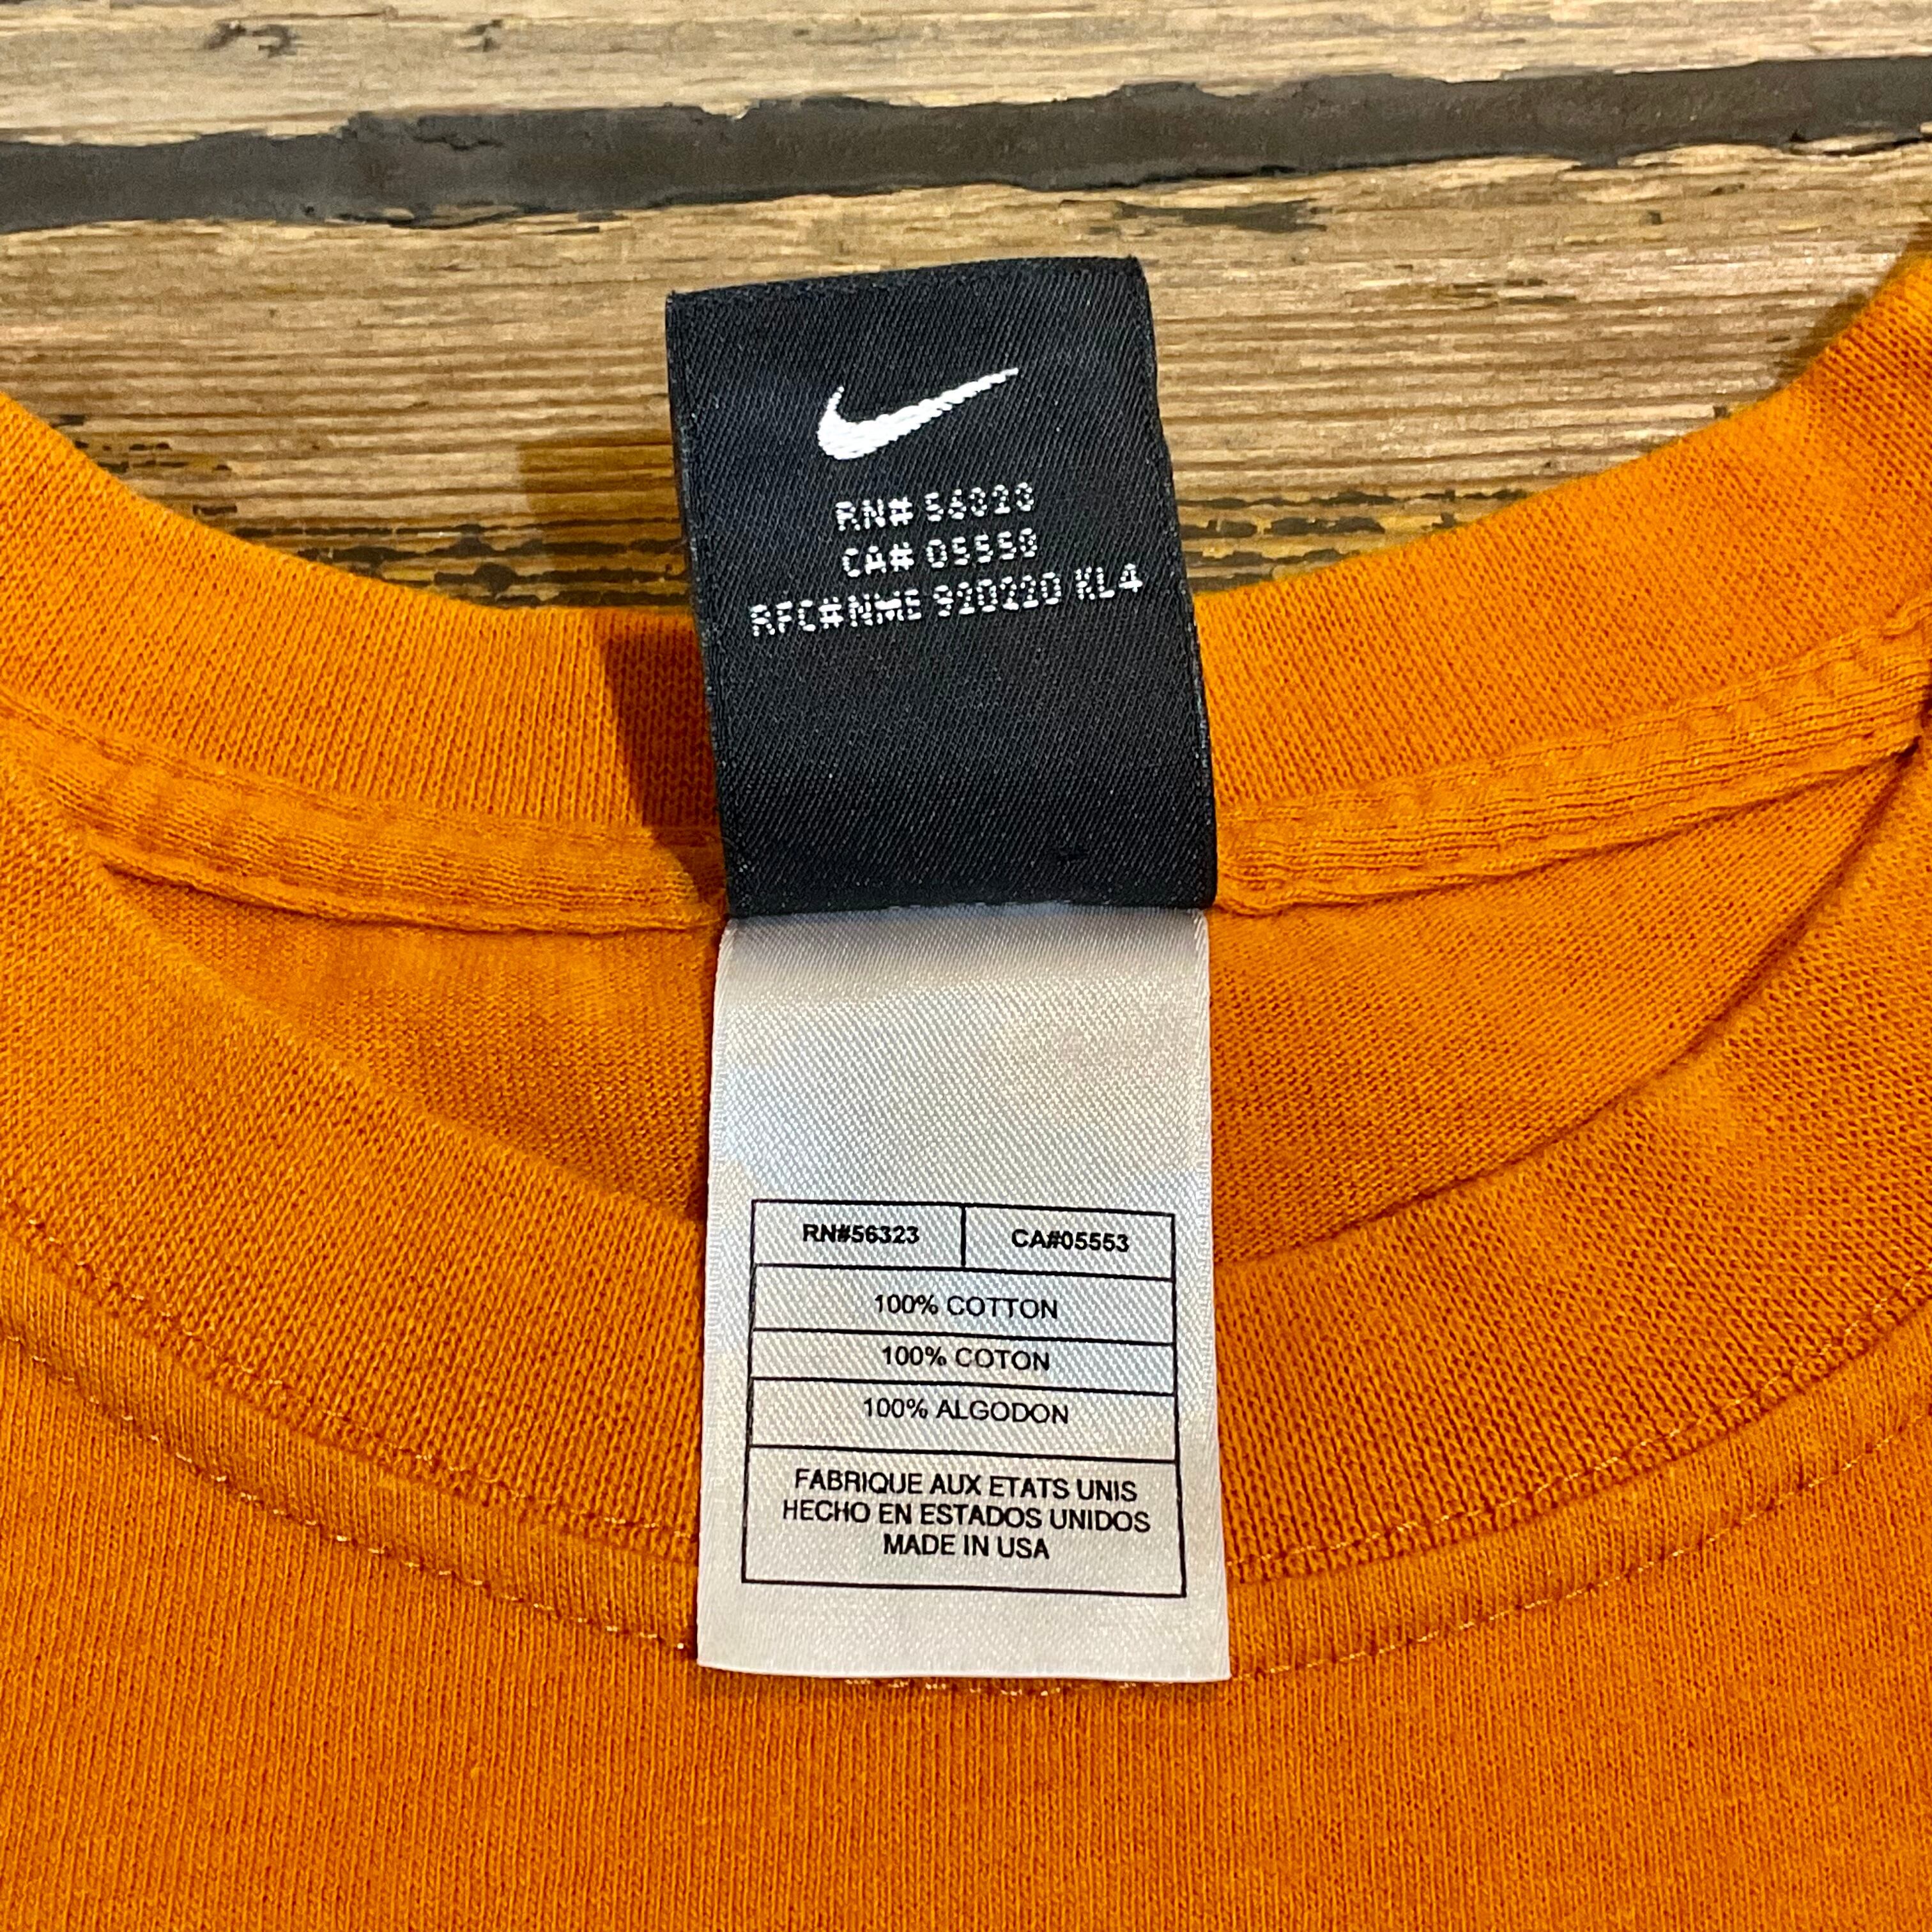 RN# 56323
CA# 05553
RFC#NME 920220 KL4
RN#56323 CA#05553
100% COTTON
100% COTON
100% ALGODON
FABRIQUE AUX ETATS UNIS
HECHO EN ESTADOS UNIDOS
MADE IN USA